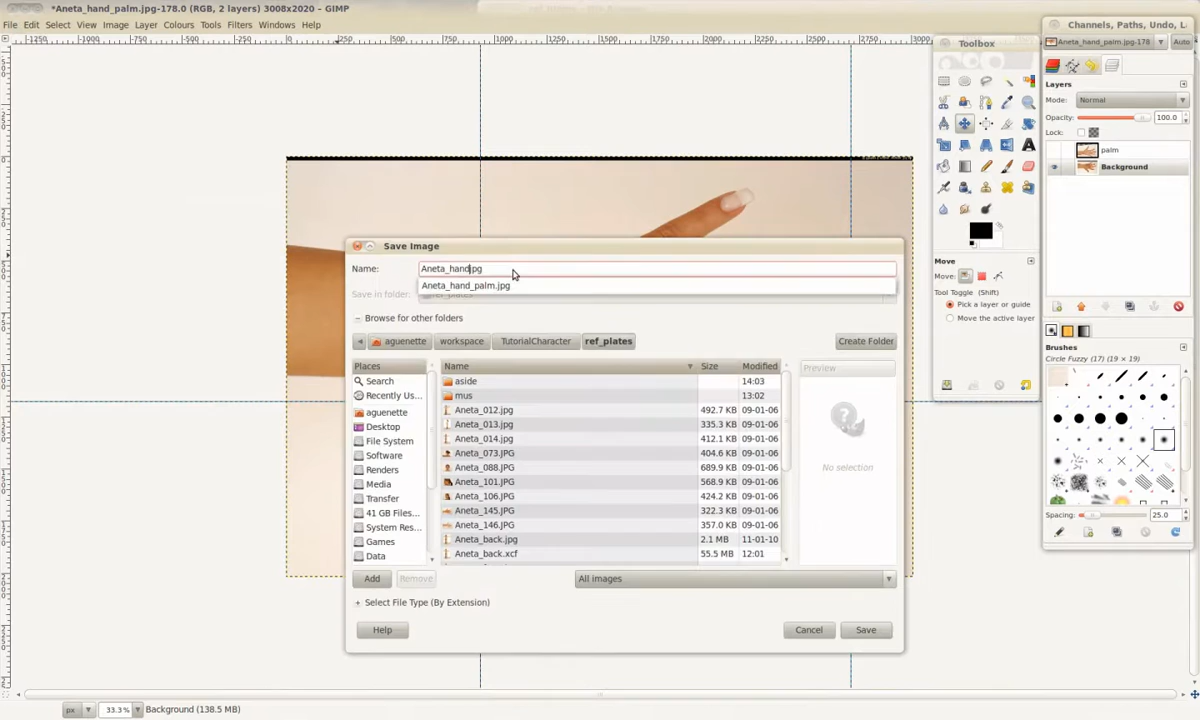 *Aneta_hand_palm.jpg-178.0 (RGB, 2 layers) 3008x2020 – GIMP
File Edit Select View Image Layer Colours Tools Filters Windows Help
Channels, Paths, Undo, L
Aneta_hand_palm.jpg-178 Auto
Toolbox
Layers
Mode: Normal
Opacity: 100.0
Lock:
palm
Background
Save Image
Name: Aneta_handjpg
Aneta_hand_palm.jpg
Save in folder: ref_plates
Browse for other folders
aguenette workspace TutorialCharacter ref_plates Create Folder
Places Name Size Modified Preview
Search aside 14:03
Recently Us... mus 13:02
aguenette Aneta_012.jpg 492.7 KB 09-01-06
Desktop Aneta_013.jpg 335.3 KB 09-01-06
File System Aneta_014.jpg 412.1 KB 09-01-06
Software Aneta_073.JPG 404.6 KB 09-01-06
Renders Aneta_088.JPG 689.9 KB 09-01-06
Media Aneta_101.JPG 568.9 KB 09-01-06
Transfer Aneta_106.JPG 424.2 KB 09-01-06
41 GB Files... Aneta_145.JPG 322.3 KB 09-01-06
System Res... Aneta_146.JPG 357.0 KB 09-01-06
Games Aneta_back.jpg 2.1 MB 11-01-10
Data Aneta_back.xcf 55.5 MB 12:01
No selection
Add Remove All images
Select File Type (By Extension)
Help Cancel Save
Move
Move:
Tool Toggle (Shift)
Pick a layer or guide
Move the active layer
Brushes
Circle Fuzzy (17) (19 × 19)
Spacing: 25.0
px 33.3% Background (138.5 MB)